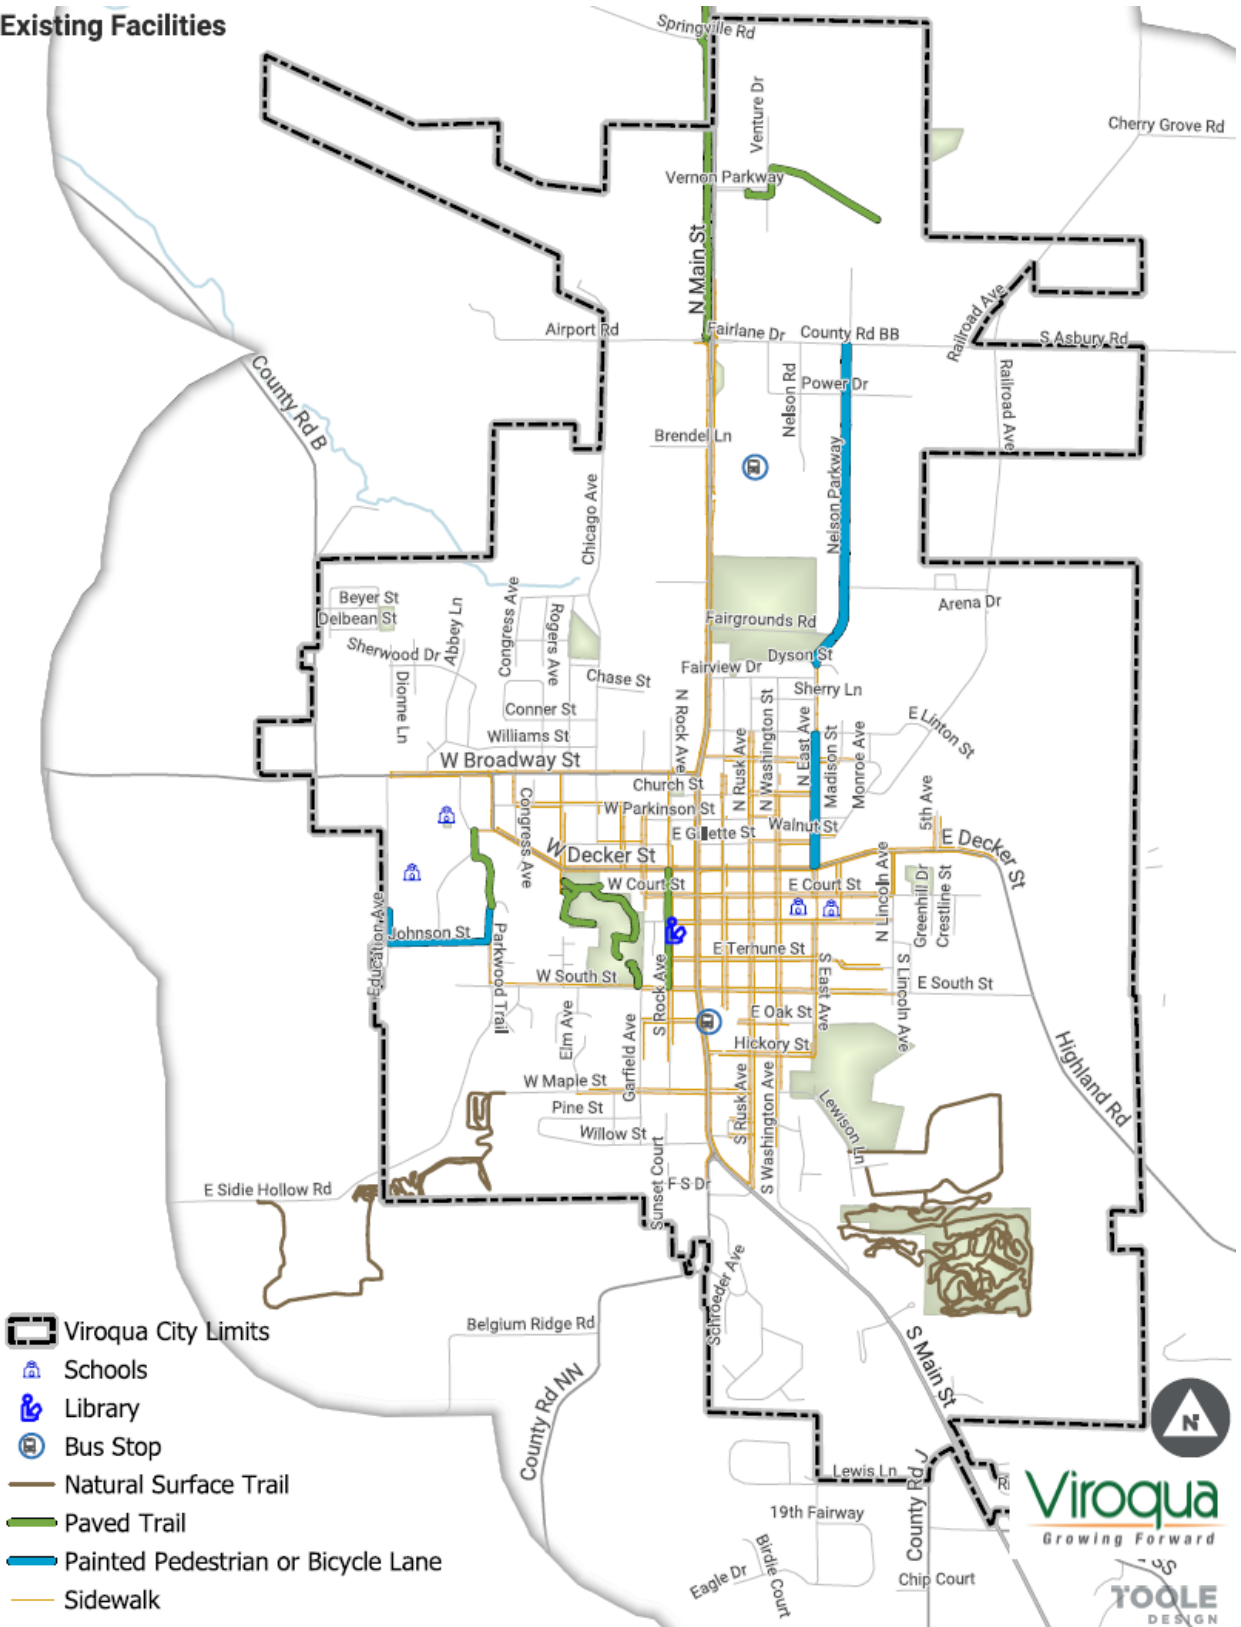 Existing Facilities
Springville Rd
Venture Dr
Cherry Grove Rd
Vernon Parkway
N Main St
Railroad Ave
Airport Rd
Fairlane Dr
County Rd BB
S Asbury Rd
County Rd B
Nelson Rd
Power Dr
Railroad Ave
Brendel Ln
Nelson Parkway
Chicago Ave
Beyer St
Delbean St
Abbey Ln
Congress Ave
Rogers Ave
Arena Dr
Fairgrounds Rd
Sherwood Dr
Dyson St
Fairview Dr
Chase St
Dionne Ln
Sherry Ln
Conner St
N Rock Ave
N Washington St
N East Ave
E Linton St
Williams St
W Broadway St
N Rusk Ave
Madison St
Monroe Ave
Church St
Congress Ave
W Parkinson St
5th Ave
E Decker St
Walnut St
W Decker St
W Court St
E Court St
N Lincoln Ave
Greenhill Dr
Crestline St
Education Ave
Johnson St
Parkwood Trail
E Terhune St
W South St
S Rock Ave
S East Ave
S Lincoln Ave
E South St
Elm Ave
Garfield Ave
E Oak St
Hickory St
Highland Rd
W Maple St
S Rusk Ave
S Washington Ave
Lewison Ln
Pine St
Willow St
Sunset Court
F S Dr
E Sidie Hollow Rd
Schroeder Ave
Belgium Ridge Rd
S Main St
County Rd NN
Lewis Ln
County Rd J
19th Fairway
Birdie Court
Eagle Dr
Chip Court
Viroqua City Limits
Schools
Library
Bus Stop
Natural Surface Trail
Paved Trail
Painted Pedestrian or Bicycle Lane
Sidewalk
N
Viroqua
Growing Forward
TOOLE
DESIGN